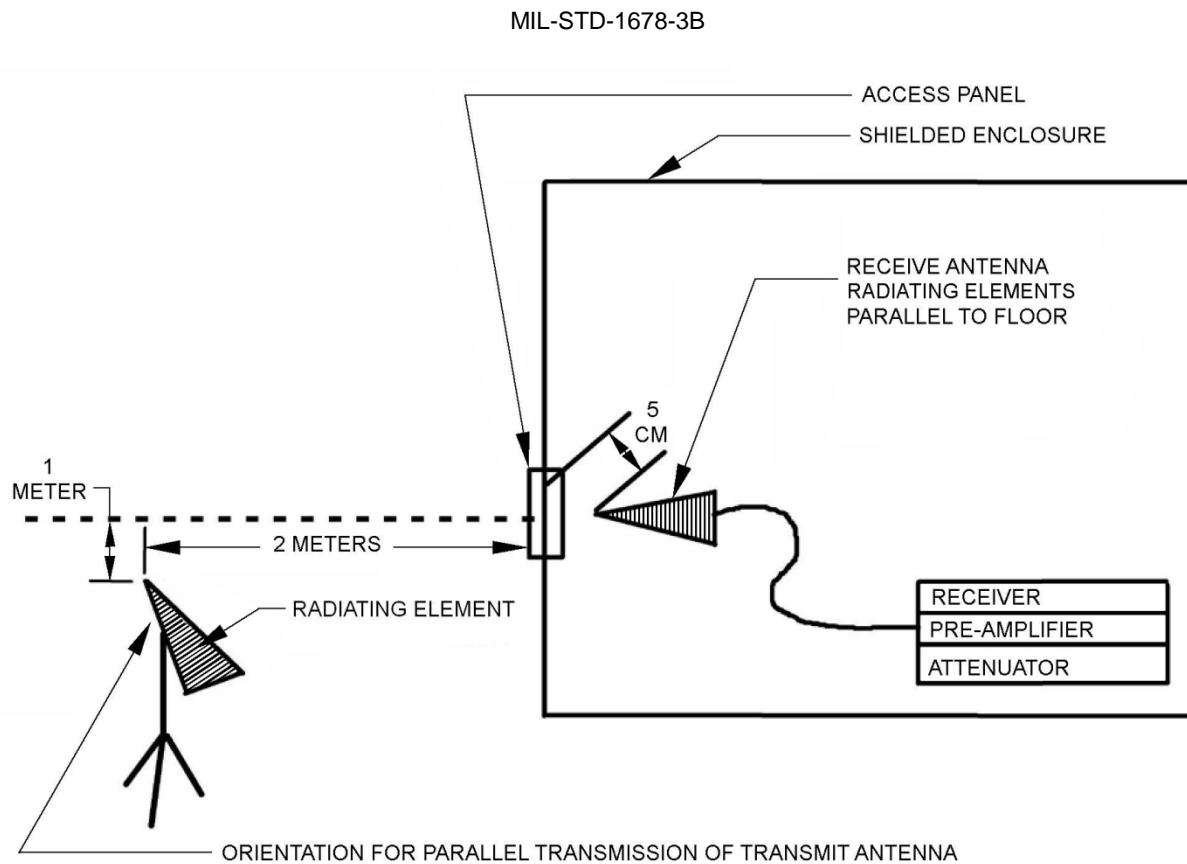 MIL-STD-1678-3B
ACCESS PANEL
SHIELDED ENCLOSURE
RECEIVE ANTENNA
RADIATING ELEMENTS
PARALLEL TO FLOOR
5
CM
1
METER
2 METERS
RADIATING ELEMENT
RECEIVER
PRE-AMPLIFIER
ATTENUATOR
ORIENTATION FOR PARALLEL TRANSMISSION OF TRANSMIT ANTENNA